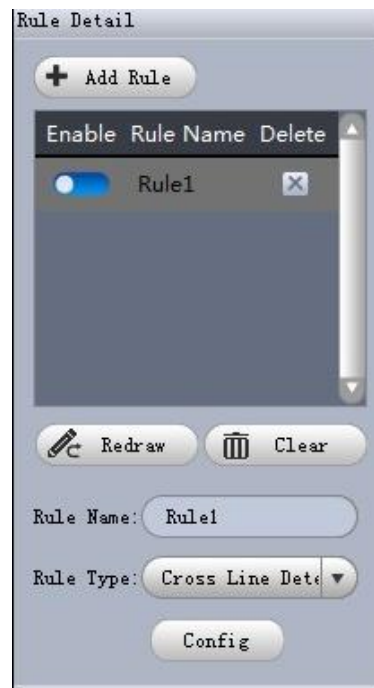 Rule Detail
Add Rule
Enable Rule Name Delete
Rule1
Redraw Clear
Rule Name: Rule1
Rule Type: Cross Line Dete
Config